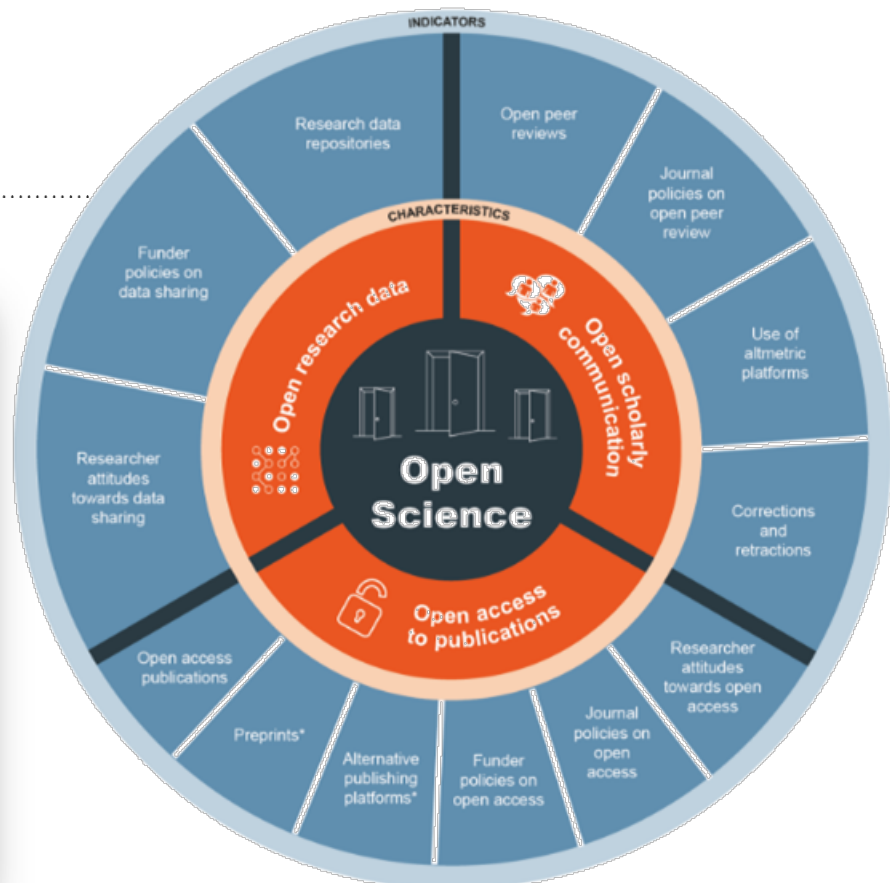 INDICATORS
Research data
repositories
Open peer
reviews
Journal
policies on
open peer
review
Funder
policies on
data sharing
CHARACTERISTICS
Open research data
Open scholarly
communication
Use of
altmetric
platforms
Researcher
attitudes
towards data
sharing
Open
Science
Corrections
and
retractions
Open access
to publications
Open access
publications
Preprints*
Alternative
publishing
platforms*
Funder
policies on
open access
Journal
policies on
open
access
Researcher
attitudes
towards open
access